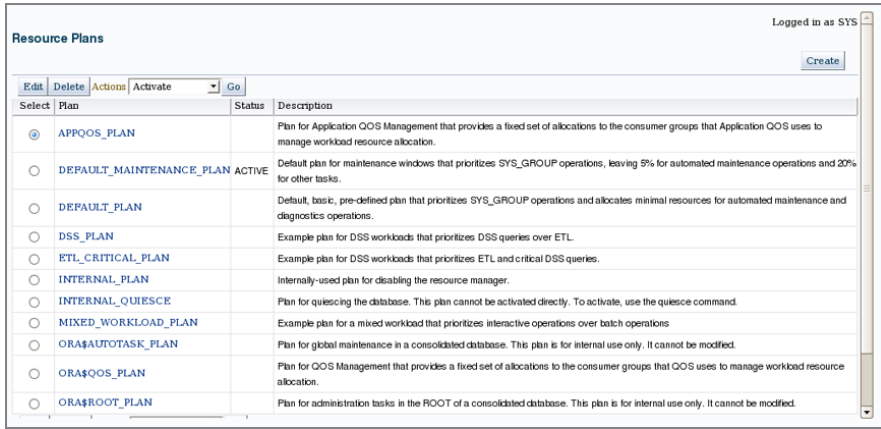 Logged in as SYS
Resource Plans
Create
Edit Delete Actions Activate Go
Select Plan Status Description
APPQOS_PLAN Plan for Application QOS Management that provides a fixed set of allocations to the consumer groups that Application QOS uses to
manage workload resource allocation.
DEFAULT_MAINTENANCE_PLAN ACTIVE Default plan for maintenance windows that prioritizes SYS_GROUP operations, leaving 5% for automated maintenance operations and 20%
for other tasks.
DEFAULT_PLAN Default, basic, pre-defined plan that prioritizes SYS_GROUP operations and allocates minimal resources for automated maintenance and
diagnostics operations.
DSS_PLAN Example plan for DSS workloads that prioritizes DSS queries over ETL.
ETL_CRITICAL_PLAN Example plan for DSS workloads that prioritizes ETL and critical DSS queries.
INTERNAL_PLAN Internally-used plan for disabling the resource manager.
INTERNAL_QUIESCE Plan for quiescing the database. This plan cannot be activated directly. To activate, use the quiesce command.
MIXED_WORKLOAD_PLAN Example plan for a mixed workload that prioritizes interactive operations over batch operations
ORA$AUTOTASK_PLAN Plan for global maintenance in a consolidated database. This plan is for internal use only. It cannot be modified.
ORA$QOS_PLAN Plan for QOS Management that provides a fixed set of allocations to the consumer groups that QOS uses to manage workload resource
allocation.
ORA$ROOT_PLAN Plan for administration tasks in the ROOT of a consolidated database. This plan is for internal use only. It cannot be modified.